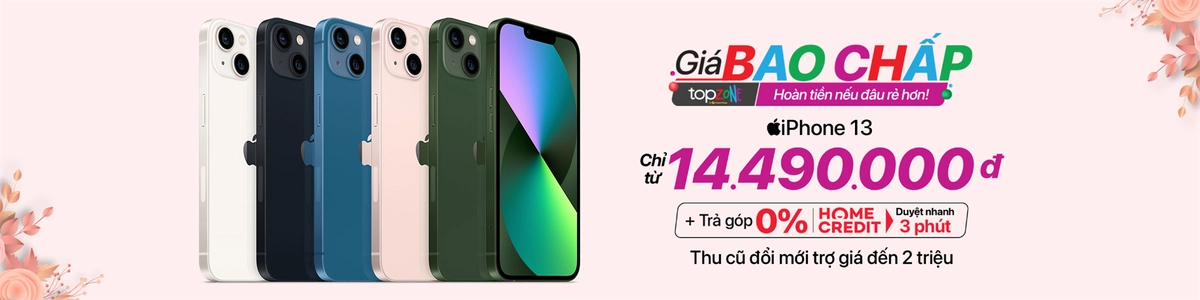 Giá BAO CHẤP
topzone Hoàn tiền nếu đâu rẻ hơn!
iPhone 13
Chỉ từ 14.490.000 đ
+ Trả góp 0% HOME CREDIT Duyệt nhanh 3 phút
Thu cũ đổi mới trợ giá đến 2 triệu